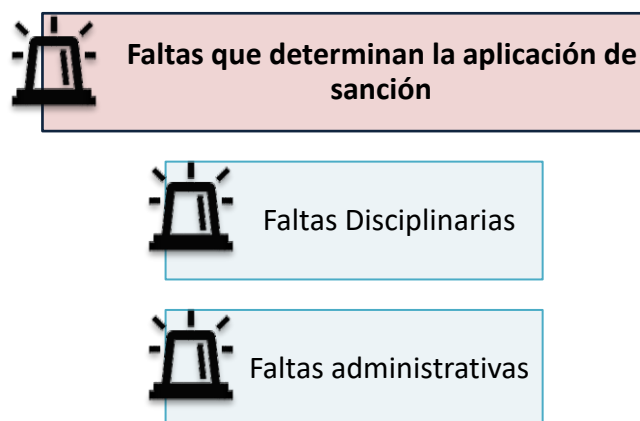 Faltas que determinan la aplicación de
sanción
Faltas Disciplinarias
Faltas administrativas